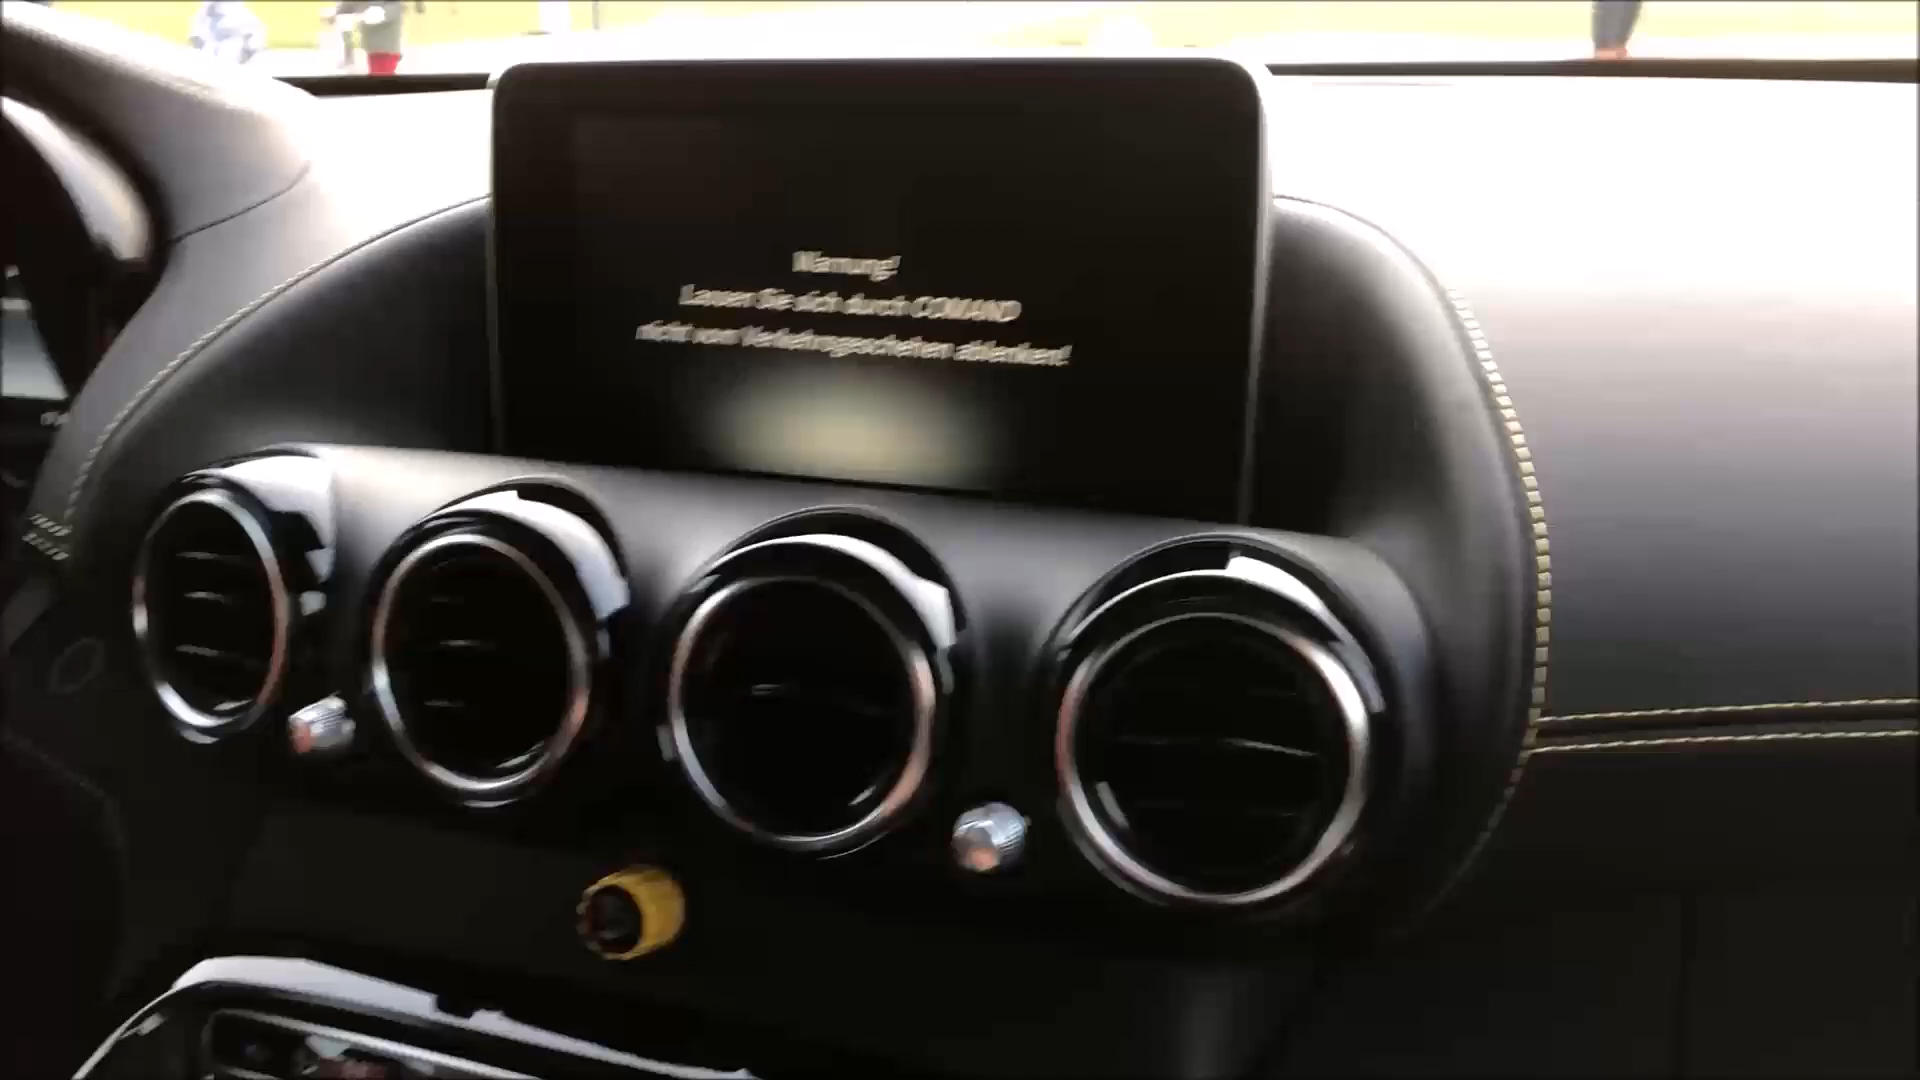 Warnung!
Lassen Sie sich durch COMAND
nicht vom Verkehrsgeschehen ablenken!